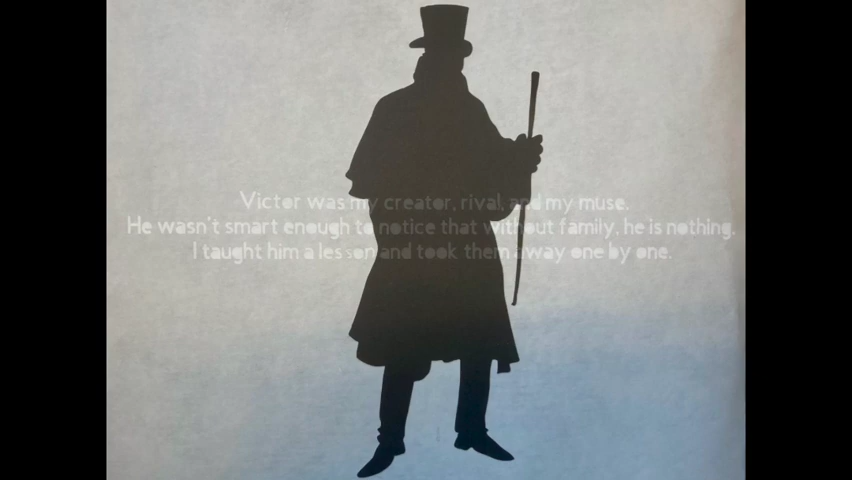 Victor was my creator, rival, and my muse.
He wasn't smart enough to notice that without family, he is nothing.
I taught him a lesson and took them away one by one.